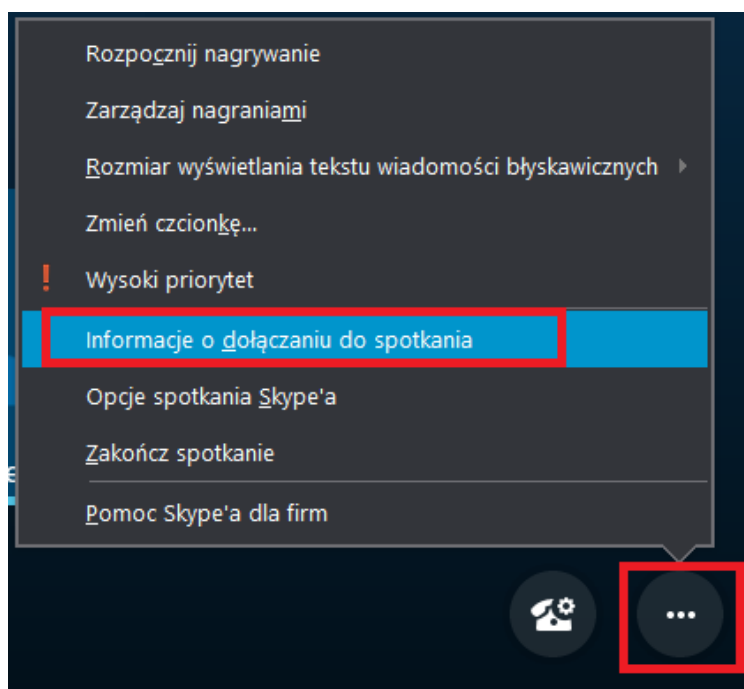 Rozpocznij nagrywanie
Zarządzaj nagraniami
Rozmiar wyświetlania tekstu wiadomości błyskawicznych
Zmień czcionkę...
! Wysoki priorytet
Informacje o dołączaniu do spotkania
Opcje spotkania Skype'a
Zakończ spotkanie
Pomoc Skype'a dla firm